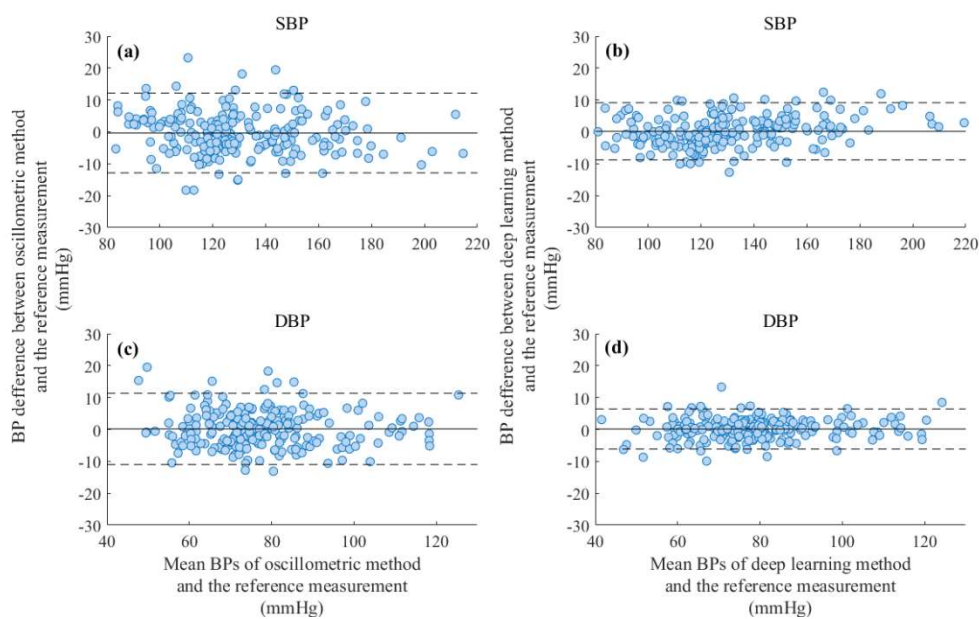 SBP
(a)
30
20
10
0
-10
-20
-30
80 100 120 140 160 180 200 220
SBP
(b)
30
20
10
0
-10
-20
-30
80 100 120 140 160 180 200 220
BP defference between oscillometric method
and the reference measurement
(mmHg)
BP defference between deep learning method
and the reference measurement
(mmHg)
DBP
(c)
30
20
10
0
-10
-20
-30
40 60 80 100 120
Mean BPs of oscillometric method
and the reference measurement
(mmHg)
DBP
(d)
30
20
10
0
-10
-20
-30
40 60 80 100 120
Mean BPs of deep learning method
and the reference measurement
(mmHg)